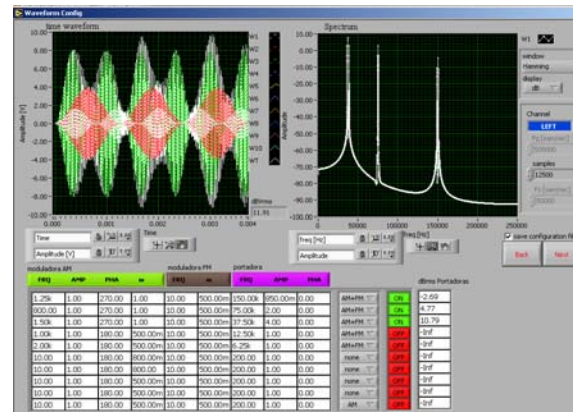 Waveform Config
time waveform
Spectrum
10.00
8.00
6.00
4.00
2.00
0.00
-2.00
-4.00
-6.00
-8.00
-10.00
Amplitude [V]
0.000 0.001 0.002 0.003 0.004
Time
W1
W2
W3
W4
W5
W6
W7
W8
W9
W10
WT
dBVrms
11.91
10.00
0.00
-10.00
-20.00
-30.00
-40.00
-50.00
-60.00
-70.00
-80.00
-90.00
-100.00
Amplitude
0 50000 100000 150000 200000 250000
Freq [Hz]
W1
window
Hamming
display
dB
Channel
LEFT
samples
12500
Time
Amplitude [V]
Freq [Hz]
Amplitude
save configuration
Back Next
moduladora AM moduladora FM portadora
FRQ AMP PHA m FRQ m FRQ AMP PHA
dBrms Portadoras
1.25k 1.00 270.00 1.00 10.00 500.00m 150.00k 850.00m 0.00 AM+FM ON -2.69
800.00 1.00 270.00 1.00 10.00 500.00m 75.00k 2.00 0.00 AM+FM ON 4.77
1.50k 1.00 270.00 1.00 10.00 500.00m 37.50k 4.00 0.00 AM+FM ON 10.79
1.00k 1.00 180.00 500.00m 10.00 500.00m 12.50k 1.00 0.00 AM+FM OFF -Inf
2.00k 1.00 180.00 500.00m 10.00 500.00m 6.25k 1.00 0.00 AM+FM OFF -Inf
10.00 1.00 180.00 800.00m 10.00 500.00m 200.00 1.00 0.00 none OFF -Inf
10.00 1.00 180.00 800.00 10.00 500.00m 200.00 1.00 0.00 none OFF -Inf
10.00 1.00 180.00 500.00m 10.00 500.00m 200.00 1.00 0.00 none OFF -Inf
10.00 1.00 180.00 500.00m 10.00 500.00m 200.00 1.00 0.00 none OFF -Inf
10.00 1.00 180.00 500.00m 10.00 500.00m 200.00 1.00 0.00 AM OFF -Inf